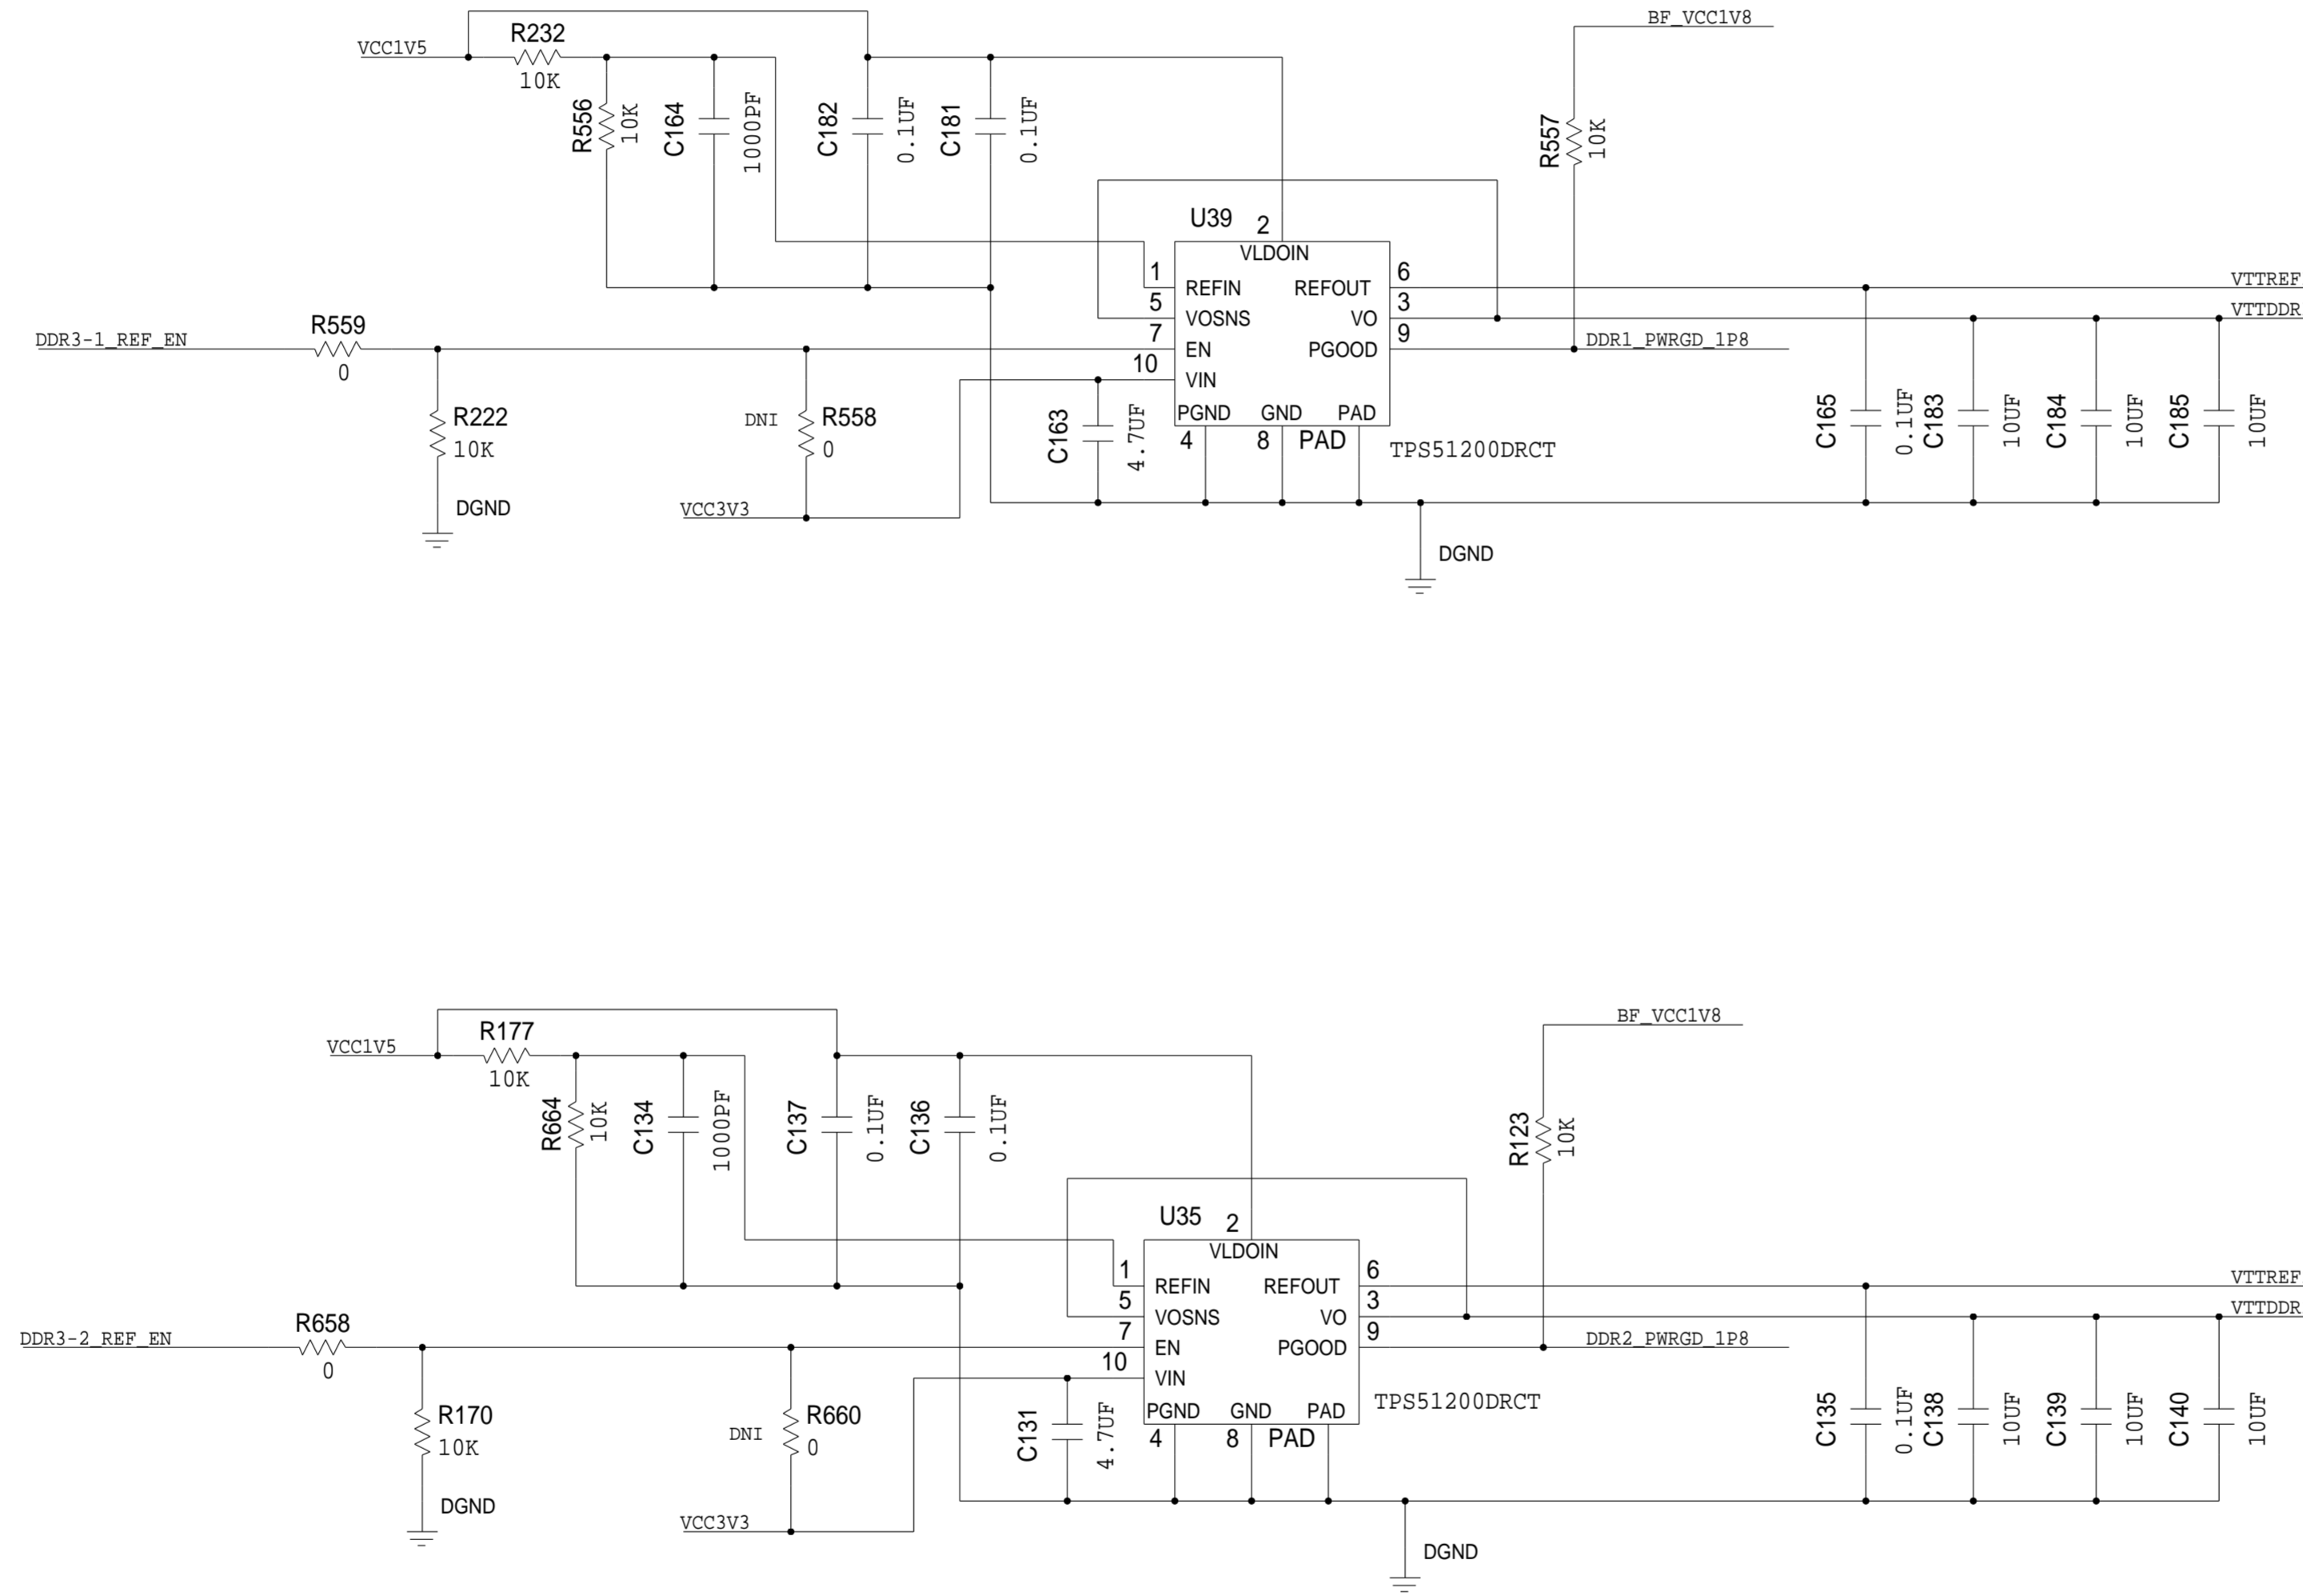 BF_VCC1V8
VCC1V5
R232
10K
R556
10K
C164
1000PF
C182
0.1UF
C181
0.1UF
R557
10K
U39
2
VLDOIN
1
REFIN
REFOUT
6
VTTREF
5
VOSNS
VO
3
VTTDDR
DDR3-1_REF_EN
R559
0
7
EN
PGOOD
9
DDR1_PWRGD_1P8
10
VIN
R222
10K
DNI
R558
0
C163
4.7UF
PGND
GND
PAD
4
8
PAD
TPS51200DRCT
C165
0.1UF
C183
10UF
C184
10UF
C185
10UF
DGND
VCC3V3
DGND
BF_VCC1V8
VCC1V5
R177
10K
R664
10K
C134
1000PF
C137
0.1UF
C136
0.1UF
R123
10K
U35
2
VLDOIN
1
REFIN
REFOUT
6
VTTREF
5
VOSNS
VO
3
VTTDDR
DDR3-2_REF_EN
R658
0
7
EN
PGOOD
9
DDR2_PWRGD_1P8
10
VIN
R170
10K
DNI
R660
0
C131
4.7UF
PGND
GND
PAD
4
8
PAD
TPS51200DRCT
C135
0.1UF
C138
10UF
C139
10UF
C140
10UF
DGND
VCC3V3
DGND